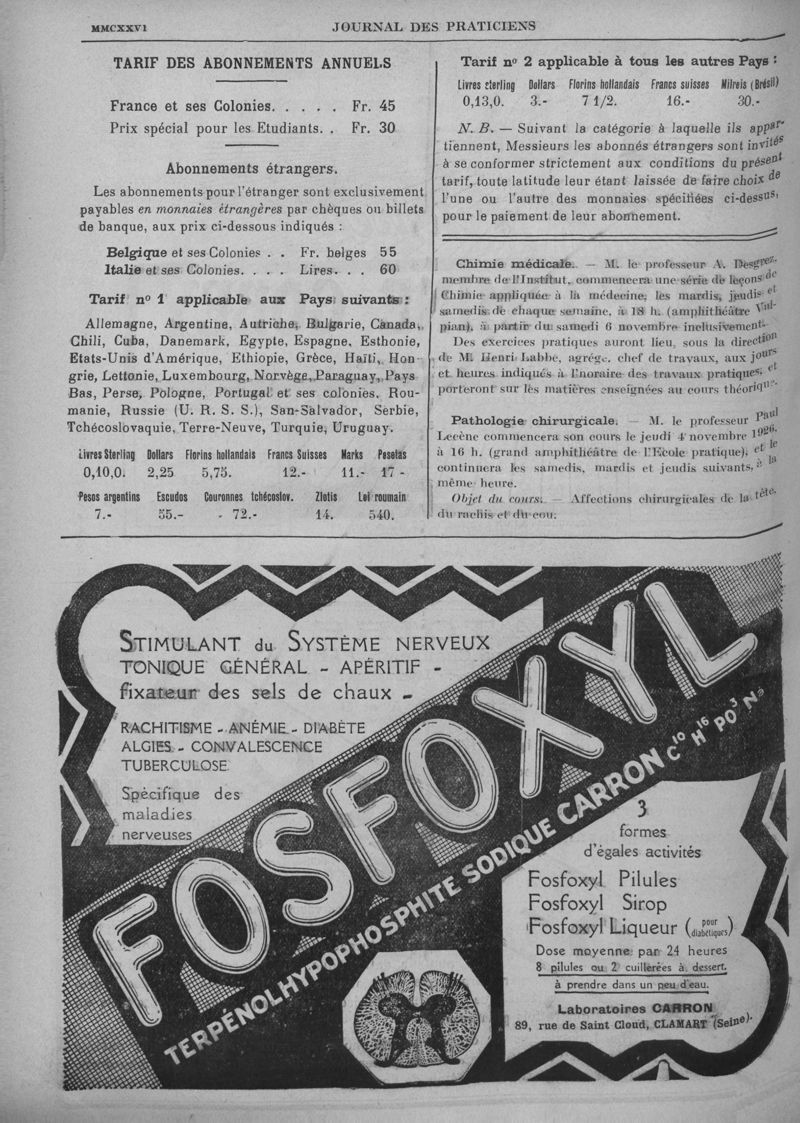 MMCXXVI
JOURNAL DES PRATICIENS
TARIF DES ABONNEMENTS ANNUELS
France et ses Colonies. . . . . Fr. 45
Prix spécial pour les Etudiants. . Fr. 30
Abonnements étrangers.
Les abonnements pour l'étranger sont exclusivement
payables en monnaies étrangères par chèques ou billets
de banque, aux prix ci-dessous indiqués :
Belgique et ses Colonies . . Fr. belges 55
Italie et ses Colonies. . . . Lires. . . 60
Tarif no 1 applicable aux Pays suivants :
Allemagne, Argentine, Autriche, Bulgarie, Canada,
Chili, Cuba, Danemark, Egypte, Espagne, Esthonie,
Etats-Unis d'Amérique, Ethiopie, Grèce, Haïti, Hon-
grie, Lettonie, Luxembourg, Norvège, Paraguay, Pays
Bas, Perse, Pologne, Portugal et ses colonies. Rou-
manie, Russie (U. R. S. S.), San-Salvador, Serbie,
Tchécoslovaquie, Terre-Neuve, Turquie, Uruguay.
Livres Sterling Dollars Florins hollandais Francs Suisses Marks Pesetas
0,10,0. 2,25 5,75. 12.- 11.- 17 -
Pesos argentins Escudos Couronnes tchécoslov. Zlotis Lei roumain
7.- 55.- - 72.- 14. 540.
Tarif no 2 applicable à tous les autres Pays :
Livres sterling Dollars Florins hollandais Francs suisses Milreis (Brésil)
0,13,0. 3.- 7 1/2. 16.- 30.-
N. B. — Suivant la catégorie à laquelle ils appar-
tiennent, Messieurs les abonnés étrangers sont invités
à se conformer strictement aux conditions du présent
tarif, toute latitude leur étant laissée de faire choix de
l'une ou l'autre des monnaies spécifiées ci-dessus,
pour le paiement de leur abonnement.
Chimie médicale. — M. le professeur A. Desgrez,
membre de l'Institut, commencera une série de leçons de
Chimie appliquée à la médecine, les mardis, jeudis et
samedis de chaque semaine, à 18 h. (amphithéâtre Vul-
pian), à partir du samedi 6 novembre inclusivement.
Des exercices pratiques auront lieu, sous la direction
de M. Henri Labbé, agrégé, chef de travaux, aux jours
et heures indiqués à l'horaire des travaux pratiques, et
porteront sur les matières enseignées au cours théorique.
Pathologie chirurgicale. — M. le professeur Paul
Lecène commencera son cours le jeudi 4 novembre 1926,
à 16 h. (grand amphithéâtre de l'Ecole pratique), et le
continuera les samedis, mardis et jeudis suivants, à la
même heure.
Objet du cours. — Affections chirurgicales de la tête,
du rachis et du cou.
STIMULANT du SYSTÈME NERVEUX
TONIQUE GÉNÉRAL - APÉRITIF -
fixateur des sels de chaux -
RACHITISME - ANÉMIE - DIABÈTE
ALGIES - CONVALESCENCE
TUBERCULOSE
Spécifique des
maladies
nerveuses
FOSFOXYL
TERPÉNOLHYPOPHOSPHITE SODIQUE CARRON C10 H16 PO3 Na
3
formes
d'égales activités
Fosfoxyl Pilules
Fosfoxyl Sirop
Fosfoxyl Liqueur (pour diabétiques)
Dose moyenne par 24 heures
8 pilules ou 2 cuillerées à dessert.
à prendre dans un peu d'eau.
Laboratoires CARRON
89, rue de Saint Cloud, CLAMART (Seine).